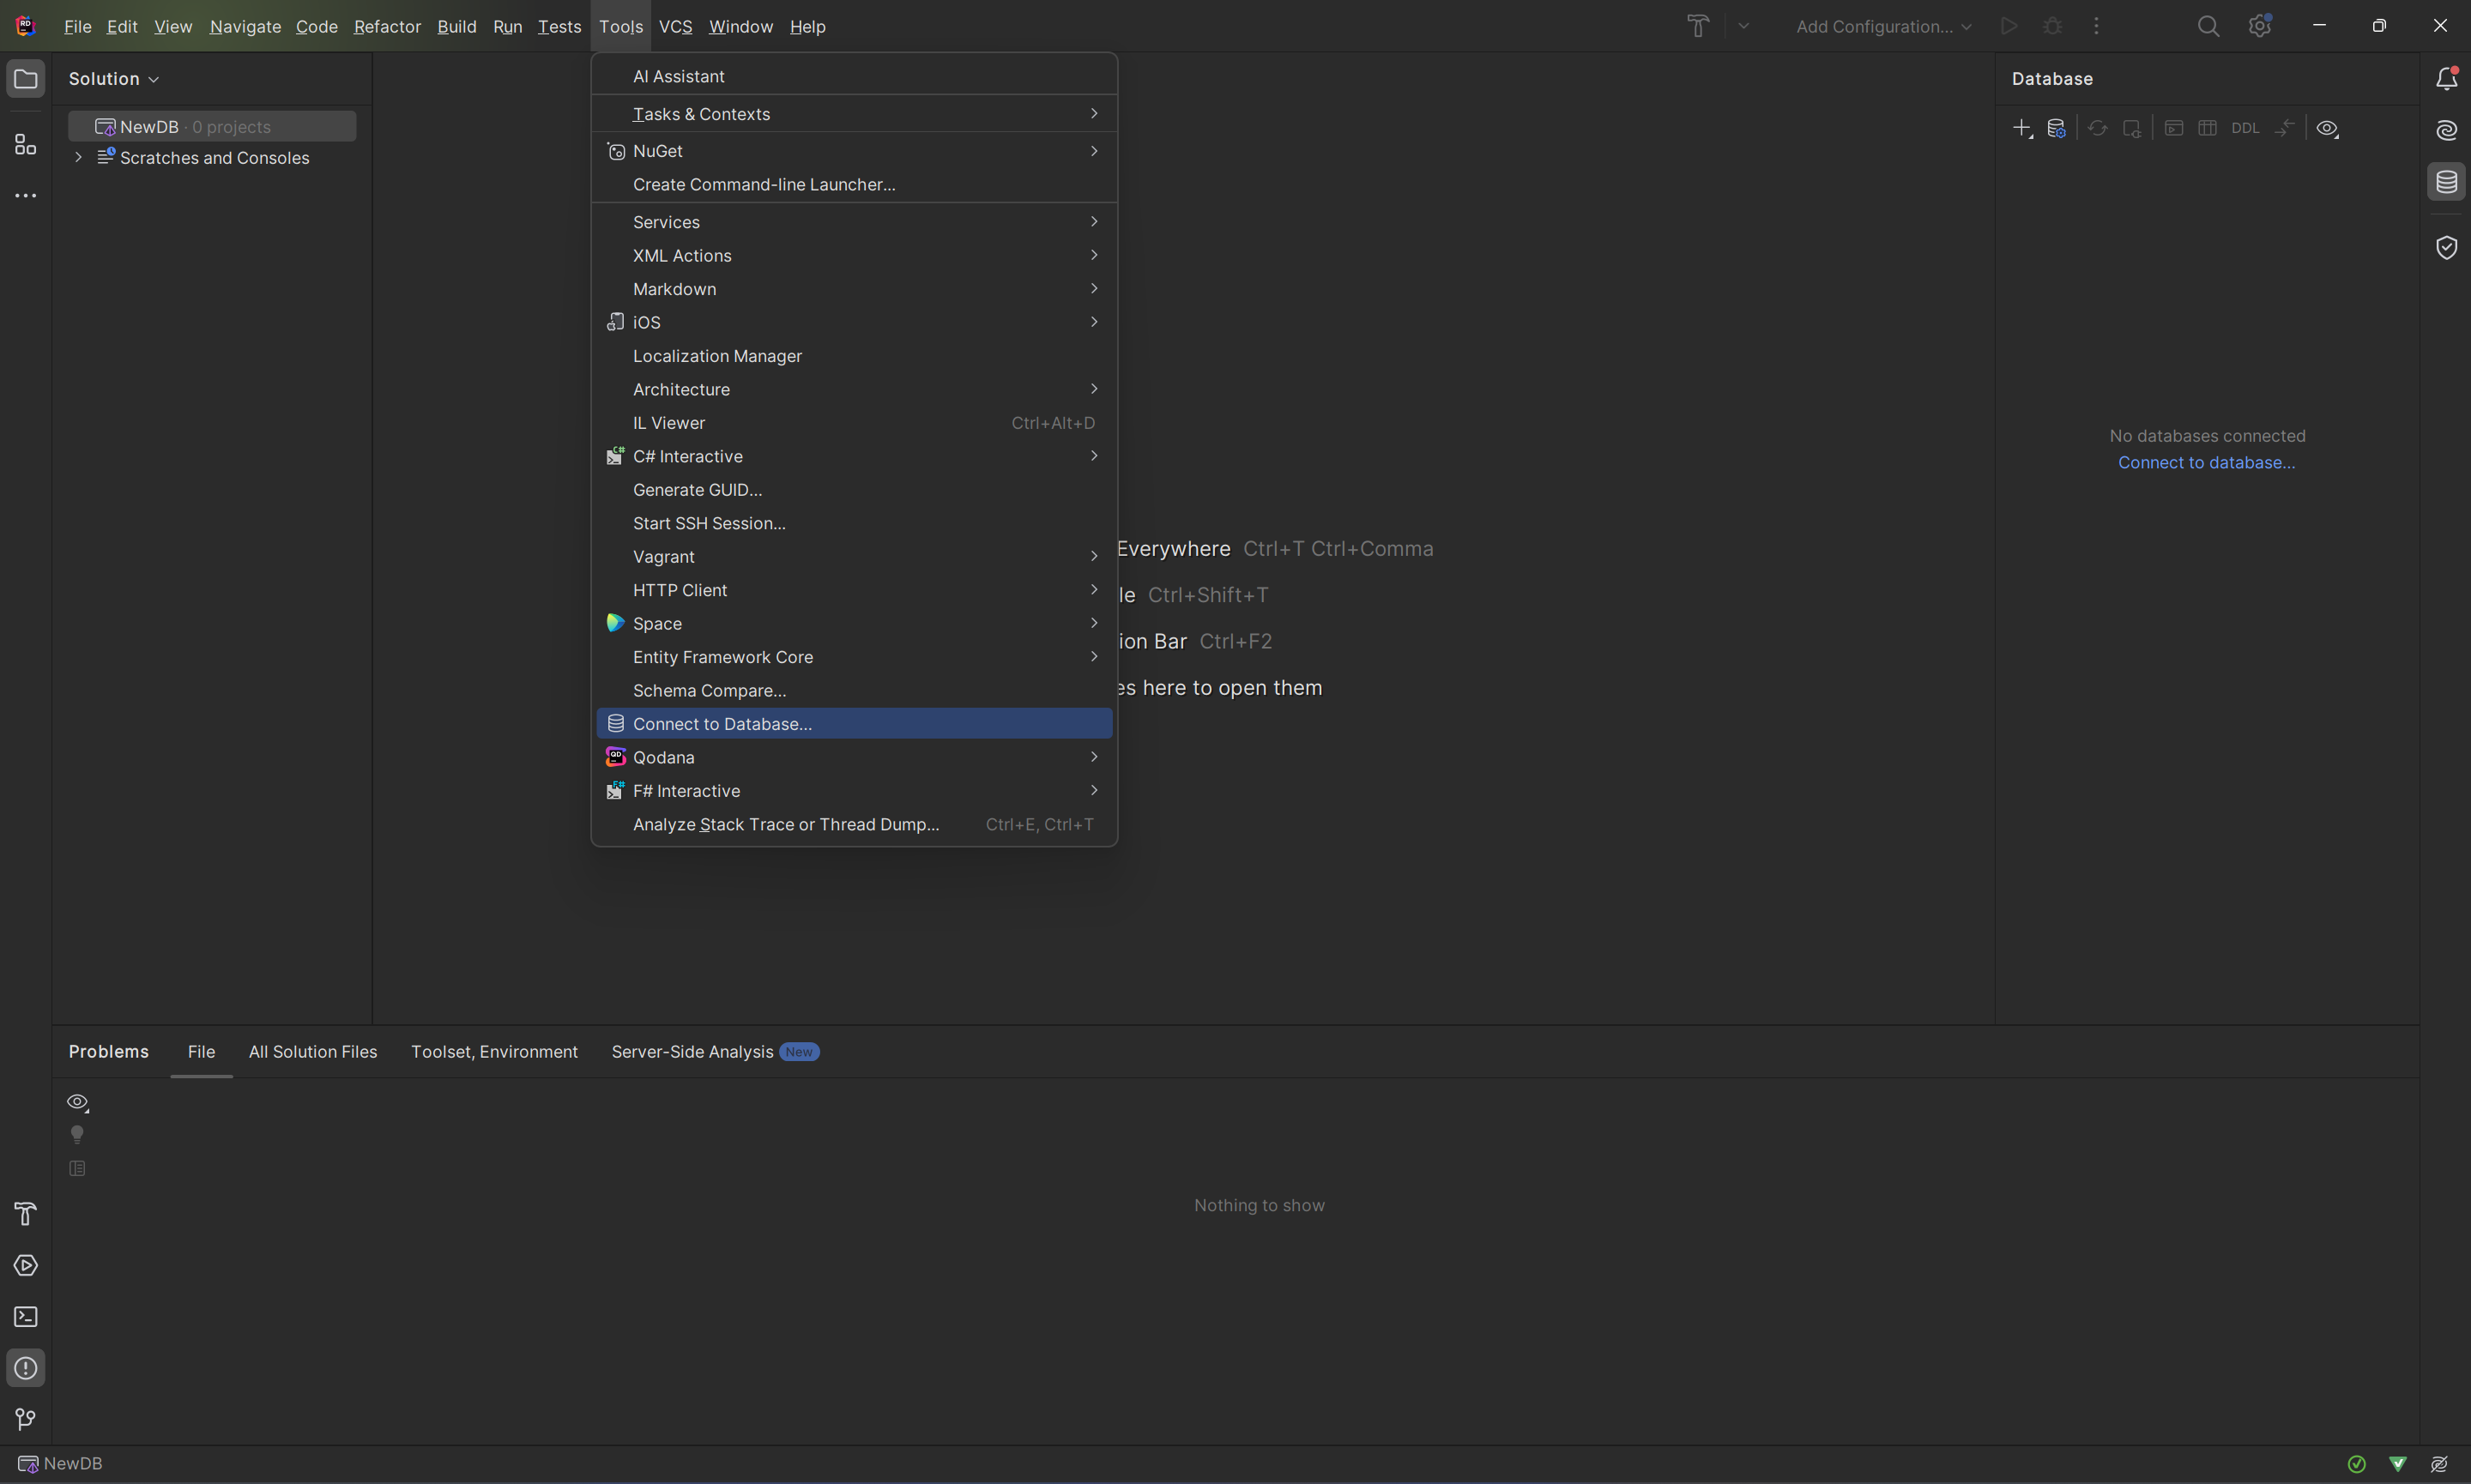 File Edit View Navigate Code Refactor Build Run Tests Tools VCS Window Help Add Configuration...
Solution
NewDB · 0 projects
Scratches and Consoles
AI Assistant
Tasks & Contexts
NuGet
Create Command-line Launcher...
Services
XML Actions
Markdown
iOS
Localization Manager
Architecture
IL Viewer Ctrl+Alt+D
C# Interactive
Generate GUID...
Start SSH Session...
Vagrant
HTTP Client
Space
Entity Framework Core
Schema Compare...
Connect to Database...
Qodana
F# Interactive
Analyze Stack Trace or Thread Dump... Ctrl+E, Ctrl+T
Everywhere Ctrl+T Ctrl+Comma
le Ctrl+Shift+T
ion Bar Ctrl+F2
es here to open them
Database
DDL
No databases connected
Connect to database...
Problems File All Solution Files Toolset, Environment Server-Side Analysis New
Nothing to show
NewDB